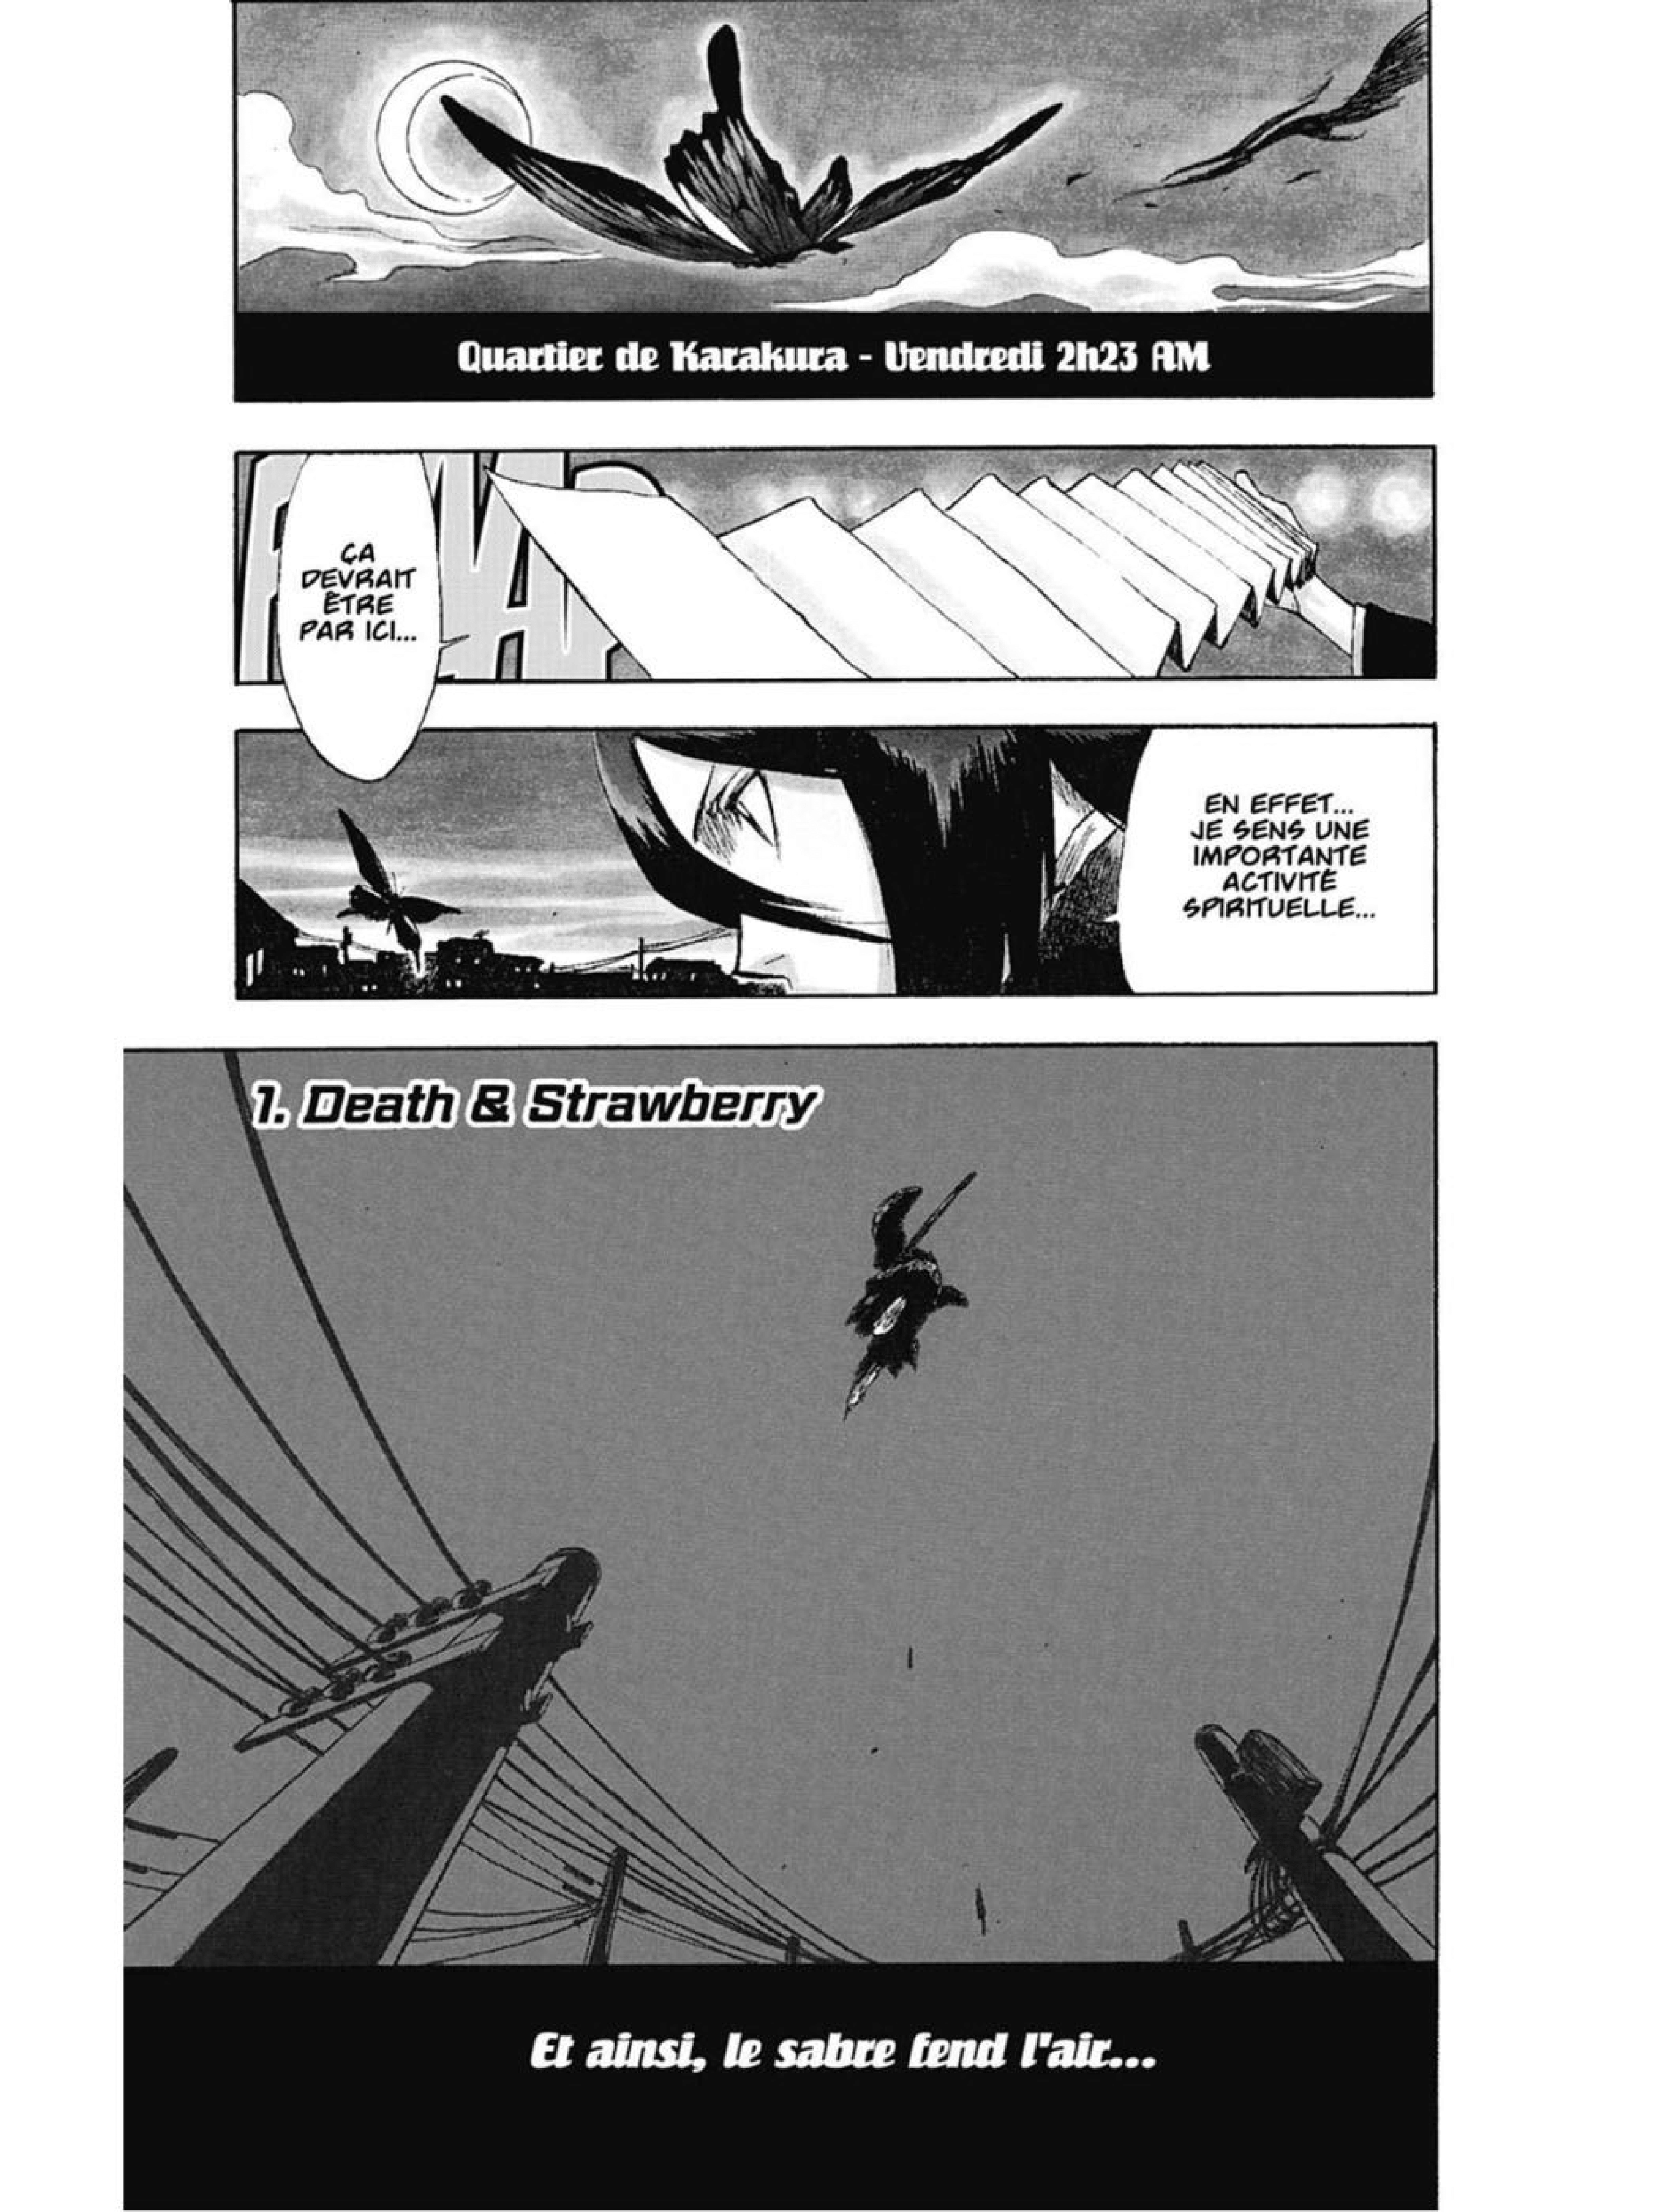 Quartier de Karakura - Vendredi 2h23 AM
ÇA
DEVRAIT
ÊTRE
PAR ICI...
EN EFFET...
JE SENS UNE
IMPORTANTE
ACTIVITÉ
SPIRITUELLE...
1. Death & Strawberry
Et ainsi, le sabre fend l'air...